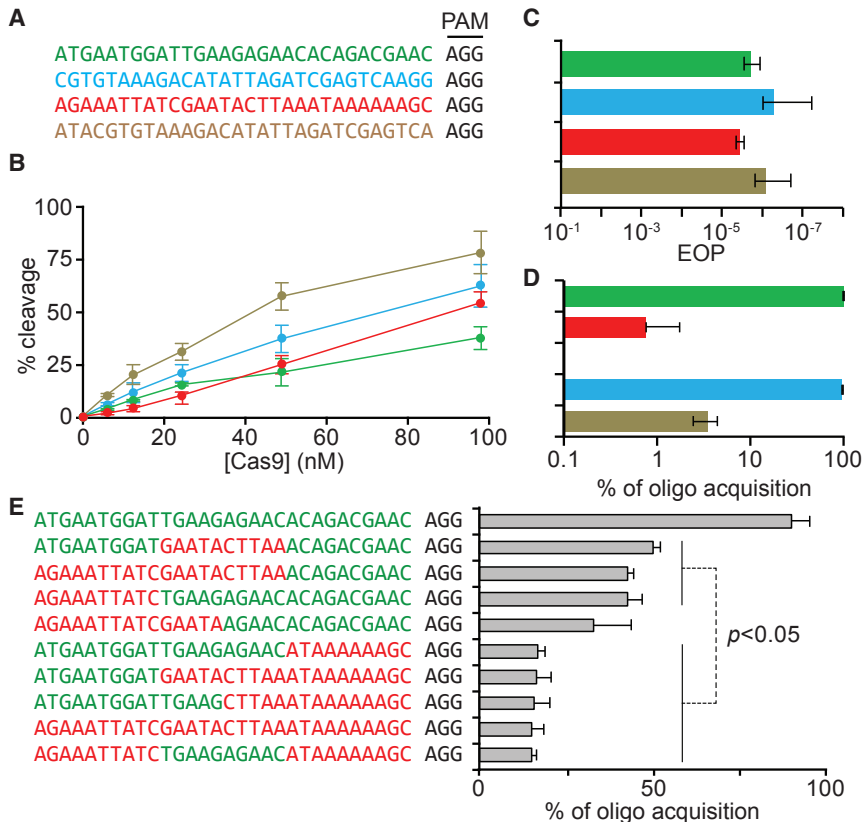 A
PAM
ATGAATGGATTGAAGAGAACACAGACGAAC AGG
CGTGTAAAGACATATTAGATCGAGTCAAGG AGG
AGAAATTATCGAATACTTAAATAAAAAAGC AGG
ATACGTGTAAAGACATATTAGATCGAGTCA AGG
B
100
75
50
25
0
% cleavage
0 20 40 60 80 100
[Cas9] (nM)
C
10-1 10-3 10-5 10-7
EOP
D
0.1 1 10 100
% of oligo acquisition
E
ATGAATGGATTGAAGAGAACACAGACGAAC AGG
ATGAATGGATGAATACTTAAACAGACGAAC AGG
AGAAATTATCGAATACTTAAACAGACGAAC AGG
AGAAATTATCTGAAGAGAACACAGACGAAC AGG
AGAAATTATCGAATAAGAACACAGACGAAC AGG
ATGAATGGATTGAAGAGAACATAAAAAAGC AGG
ATGAATGGATGAATACTTAAATAAAAAAGC AGG
ATGAATGGATTGAAGCTTAAATAAAAAAGC AGG
AGAAATTATCGAATACTTAAATAAAAAAGC AGG
AGAAATTATCTGAAGAGAACATAAAAAAGC AGG
p<0.05
0 50 100
% of oligo acquisition